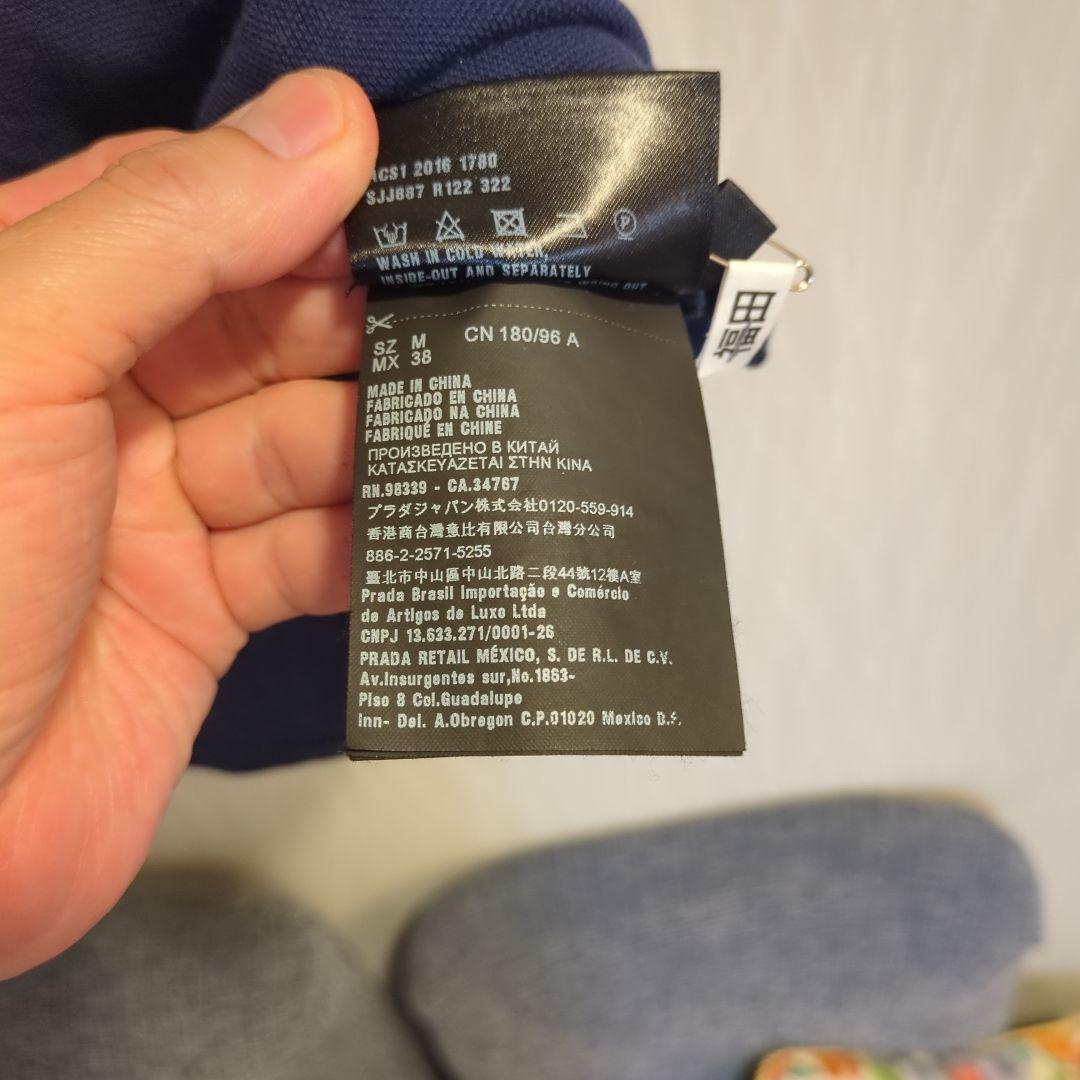 ACS1 2016 1780
SJJ887 R122 322
P
WASH IN COLD WATER,
INSIDE-OUT AND SEPARATELY
WRING OUT
福田
SZ M
MX 38
CN 180/96 A
MADE IN CHINA
FABRICADO EN CHINA
FABRICADO NA CHINA
FABRIQUÉ EN CHINE
ПРОИЗВЕДЕНО В КИТАЙ
ΚΑΤΑΣΚΕΥΑΖΕΤΑΙ ΣΤΗΝ ΚΙΝΑ
RN.98339 - CA.34767
プラダジャパン株式会社0120-559-914
香港商台灣意比有限公司台灣分公司
886-2-2571-5255
臺北市中山區中山北路二段44號12樓A室
Prada Brasil Importação e Comércio
de Artigos de Luxo Ltda
CNPJ 13.633.271/0001-26
PRADA RETAIL MÉXICO, S. DE R.L. DE C.V.
Av.Insurgentes sur,No.1863-
Piso 8 Col.Guadalupe
Inn- Del. A.Obregon C.P.01020 Mexico D.F.